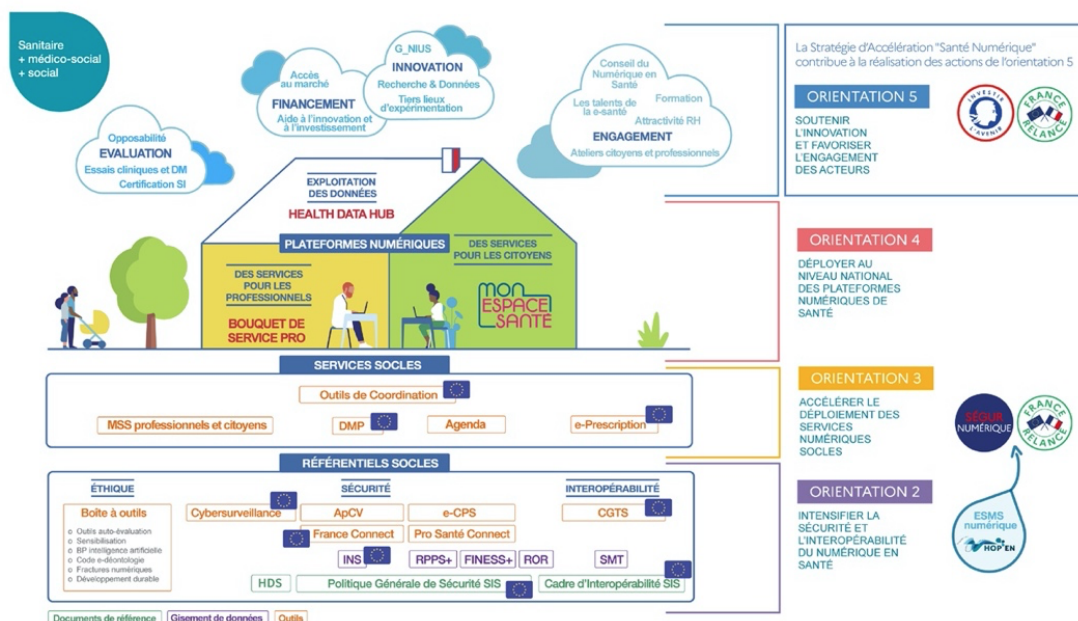 Sanitaire
+ médico-social
+ social
Opposabilité
EVALUATION
Essais cliniques et DM
Certification SI
Accès
au marché
FINANCEMENT
Aide à l'innovation et
à l'investissement
G_NIUS
INNOVATION
Recherche & Données
Tiers lieux
d'expérimentation
Conseil du
Numérique en
Santé
Les talents de
la e-santé
Formation
Attractivité RH
ENGAGEMENT
Ateliers citoyens et professionnels
La Stratégie d'Accélération "Santé Numérique"
contribue à la réalisation des actions de l'orientation 5
ORIENTATION 5
SOUTENIR
L'INNOVATION
ET FAVORISER
L'ENGAGEMENT
DES ACTEURS
INVESTIR
L'AVENIR
FRANCE
RELANCE
EXPLOITATION
DES DONNÉES
HEALTH DATA HUB
PLATEFORMES NUMÉRIQUES
DES SERVICES
POUR LES
PROFESSIONNELS
BOUQUET DE
SERVICE PRO
DES SERVICES
POUR LES CITOYENS
MON
ESPACE
SANTÉ
ORIENTATION 4
DÉPLOYER AU
NIVEAU NATIONAL
DES PLATEFORMES
NUMÉRIQUES DE
SANTÉ
SERVICES SOCLES
Outils de Coordination
MSS professionnels et citoyens
DMP
Agenda
e-Prescription
ORIENTATION 3
ACCÉLÉRER LE
DÉPLOIEMENT DES
SERVICES
NUMÉRIQUES
SOCLES
SÉGUR
NUMÉRIQUE
FRANCE
RELANCE
RÉFÉRENTIELS SOCLES
ÉTHIQUE
Boîte à outils
Outils auto-évaluation
Sensibilisation
BP intelligence artificielle
Code e-déontologie
Fractures numériques
Développement durable
SÉCURITÉ
Cybersurveillance
ApCV
e-CPS
France Connect
Pro Santé Connect
INS
RPPS+
FINESS+
ROR
HDS
Politique Générale de Sécurité SIS
INTEROPÉRABILITÉ
CGTS
SMT
Cadre d'Interopérabilité SIS
ORIENTATION 2
INTENSIFIER LA
SÉCURITÉ ET
L'INTEROPÉRABILITÉ
DU NUMÉRIQUE EN
SANTÉ
ESMS
numérique
HOP'EN
Documents de référence
Gisement de données
Outils